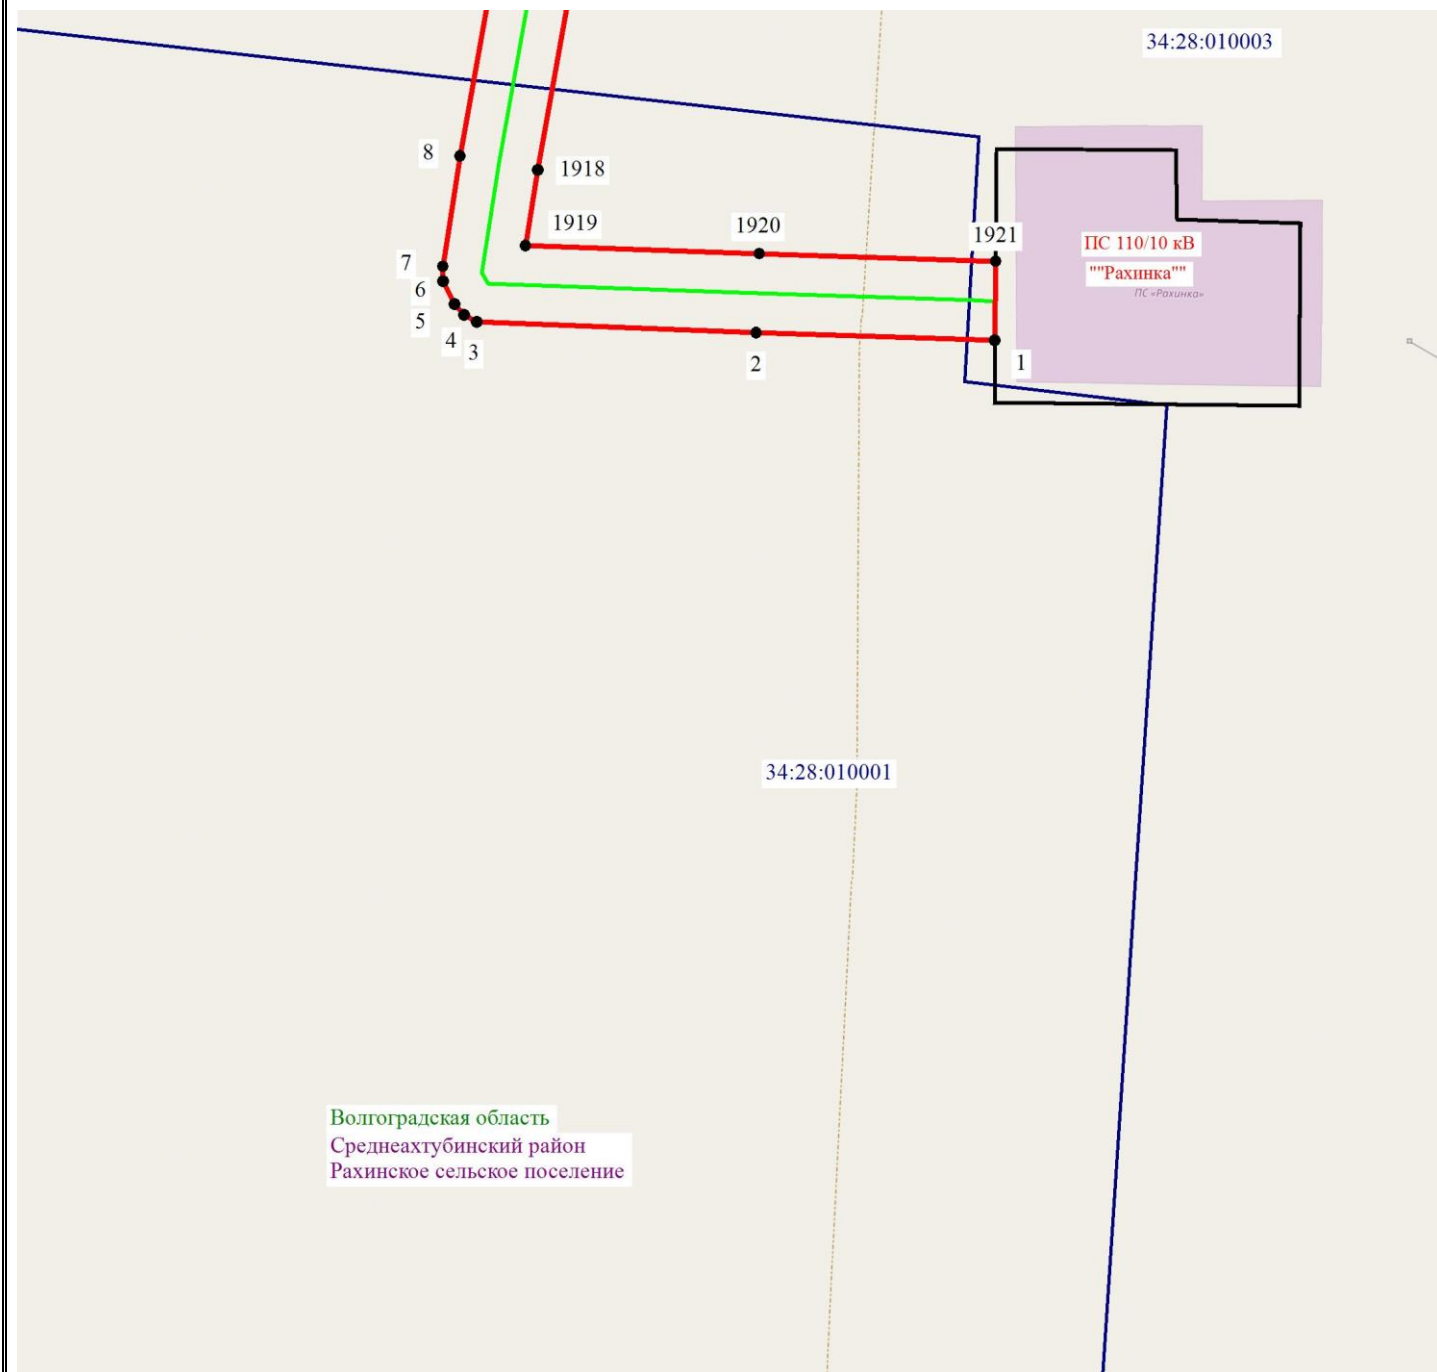 34:28:010003
8
1918
1919
1920
1921
ПС 110/10 кВ
""Рахинка""
ПС «Рахинка»
7
6
5
4
3
2
1
34:28:010001
Волгоградская область
Среднеахтубинский район
Рахинское сельское поселение